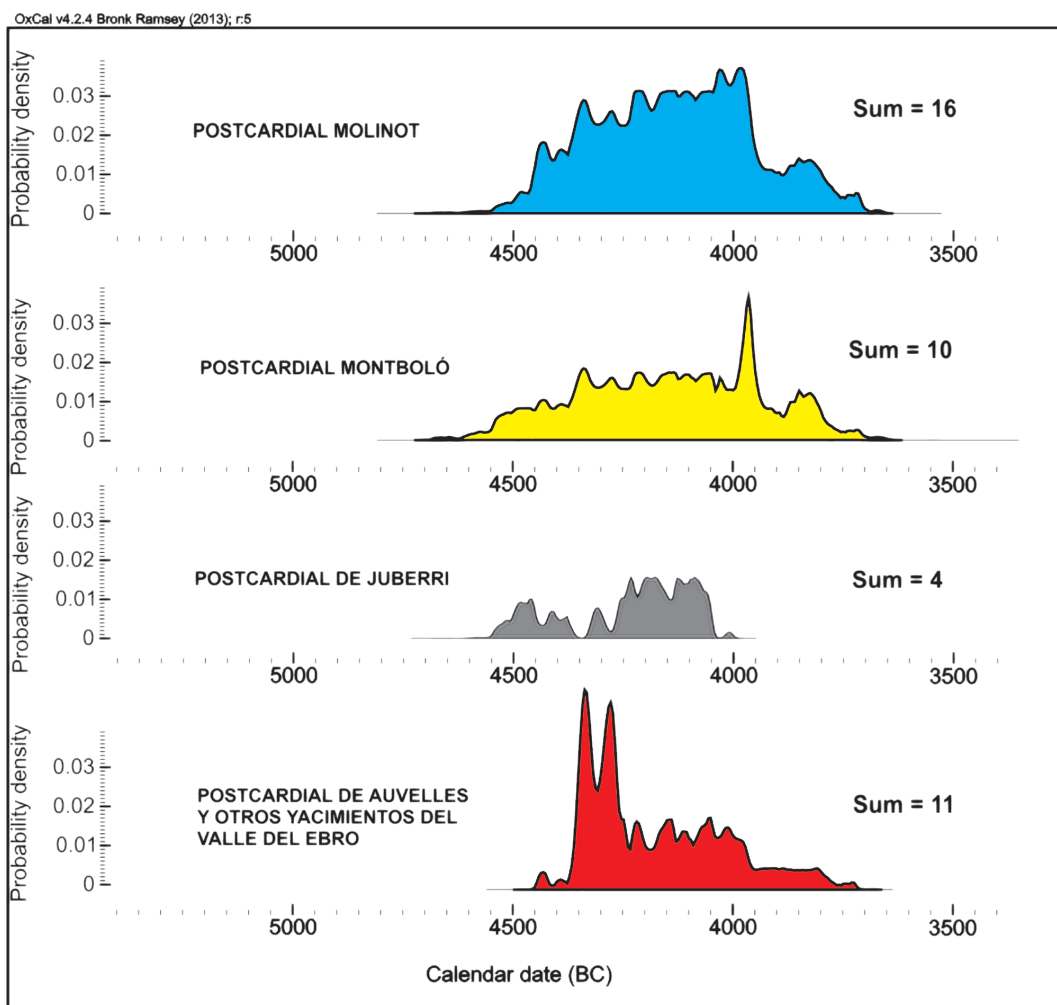 OxCal v4.2.4 Bronk Ramsey (2013); r:5
Probability density
0.03
0.02
0.01
0
POSTCARDIAL MOLINOT
Sum = 16
5000 4500 4000 3500
Probability density
0.03
0.02
0.01
0
POSTCARDIAL MONTBOLÓ
Sum = 10
5000 4500 4000 3500
Probability density
0.03
0.02
0.01
0
POSTCARDIAL DE JUBERRI
Sum = 4
5000 4500 4000 3500
Probability density
0.03
0.02
0.01
0
POSTCARDIAL DE AUVELLES
Y OTROS YACIMIENTOS DEL
VALLE DEL EBRO
Sum = 11
5000 4500 4000 3500
Calendar date (BC)